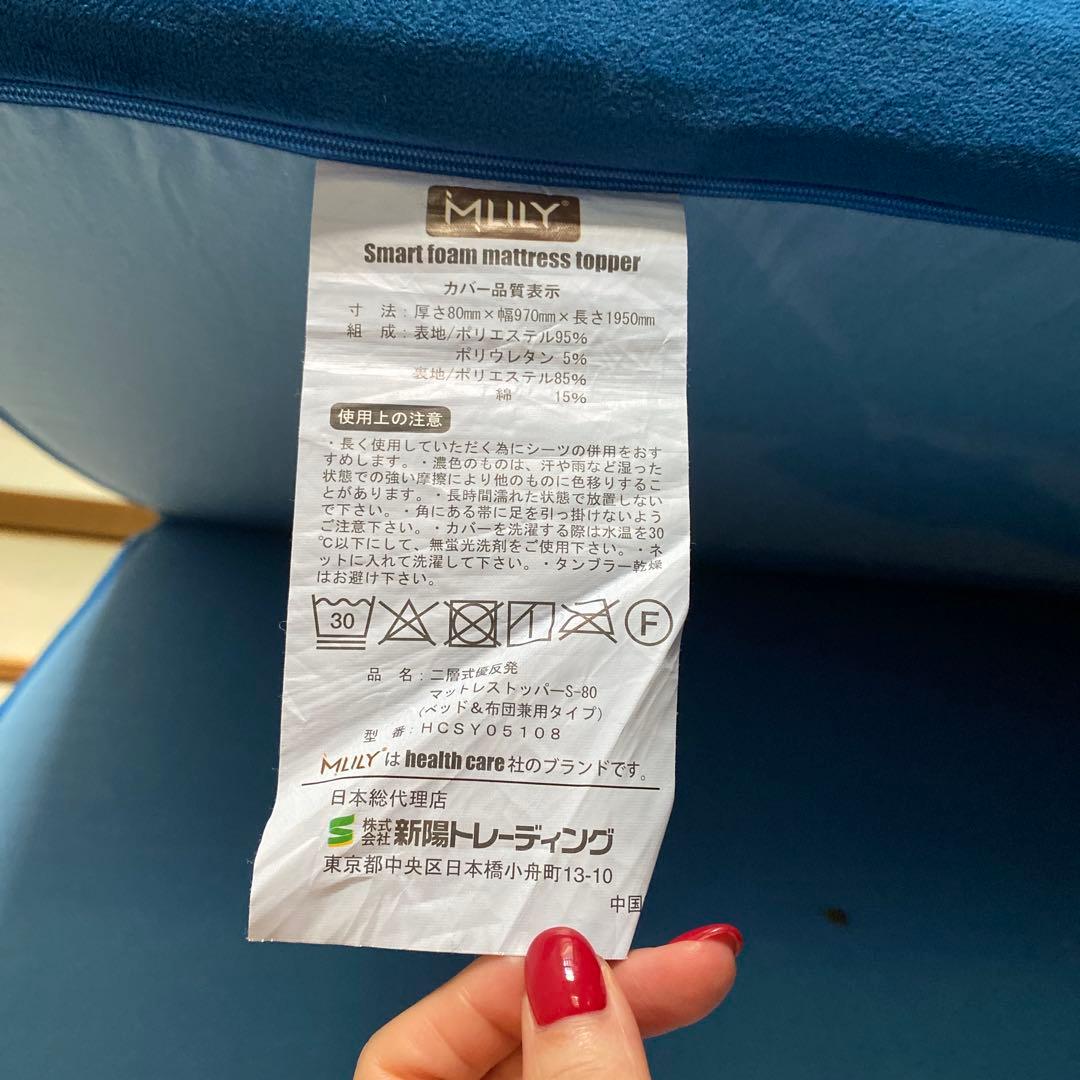 MLILY®
Smart foam mattress topper
カバー品質表示
寸 法：厚さ80mm×幅970mm×長さ1950mm
組 成：表地/ポリエステル95%
ポリウレタン 5%
裏地/ポリエステル85%
綿 15%
使用上の注意
・長く使用していただく為にシーツの併用をおす
すめします。・濃色のものは、汗や雨など湿った
状態での強い摩擦により他のものに色移りするこ
とがあります。・長時間濡れた状態で放置しない
で下さい。・角にある帯に足を引っ掛けないよう
ご注意下さい。・カバーを洗濯する際は水温を30
℃以下にして、無蛍光洗剤をご使用下さい。・ネ
ットに入れて洗濯して下さい。・タンブラー乾燥
はお避け下さい。
30 F
品 名：二層式優反発
マットレストッパーS-80
(ベッド&布団兼用タイプ)
型 番：HCSY05108
MLILY®は health care 社のブランドです。
日本総代理店
株式会社 新陽トレーディング
東京都中央区日本橋小舟町13-10
中国